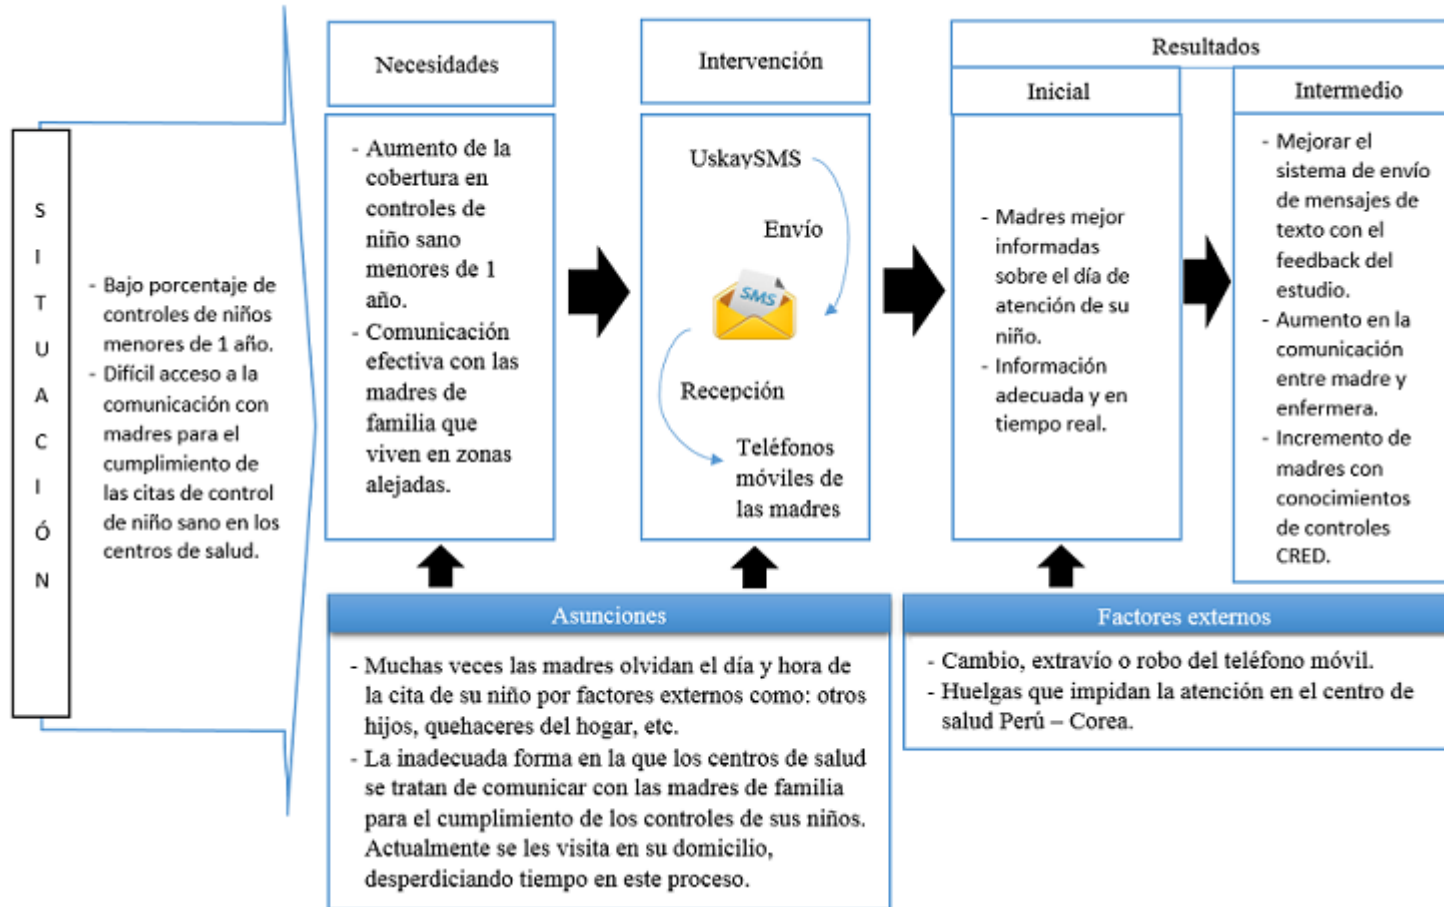 S
I
T
U
A
C
I
Ó
N
- Bajo porcentaje de
controles de niños
menores de 1 año.
- Difícil acceso a la
comunicación con
madres para el
cumplimiento de
las citas de control
de niño sano en los
centros de salud.
Necesidades
- Aumento de la
cobertura en
controles de
niño sano
menores de 1
año.
- Comunicación
efectiva con las
madres de
familia que
viven en zonas
alejadas.
Intervención
UskaySMS
Envío
SMS
Recepción
Teléfonos
móviles de
las madres
Resultados
Inicial
- Madres mejor
informadas
sobre el día de
atención de su
niño.
- Información
adecuada y en
tiempo real.
Intermedio
- Mejorar el
sistema de envío
de mensajes de
texto con el
feedback del
estudio.
- Aumento en la
comunicación
entre madre y
enfermera.
- Incremento de
madres con
conocimientos
de controles
CRED.
Asunciones
- Muchas veces las madres olvidan el día y hora de
la cita de su niño por factores externos como: otros
hijos, quehaceres del hogar, etc.
- La inadecuada forma en la que los centros de salud
se tratan de comunicar con las madres de familia
para el cumplimiento de los controles de sus niños.
Actualmente se les visita en su domicilio,
desperdiciando tiempo en este proceso.
Factores externos
- Cambio, extravío o robo del teléfono móvil.
- Huelgas que impidan la atención en el centro de
salud Perú – Corea.